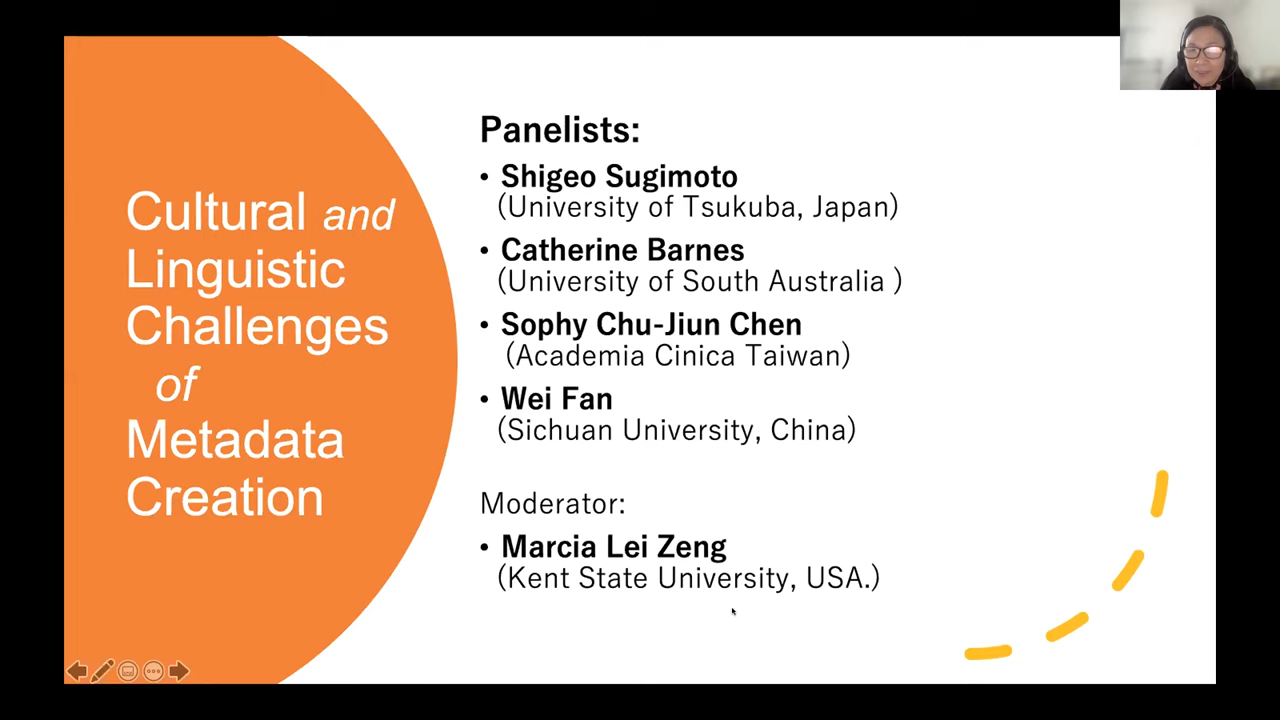 Cultural and
Linguistic
Challenges
of
Metadata
Creation
Panelists:
• Shigeo Sugimoto
(University of Tsukuba, Japan)
• Catherine Barnes
(University of South Australia )
• Sophy Chu-Jiun Chen
(Academia Cinica Taiwan)
• Wei Fan
(Sichuan University, China)
Moderator:
• Marcia Lei Zeng
(Kent State University, USA.)